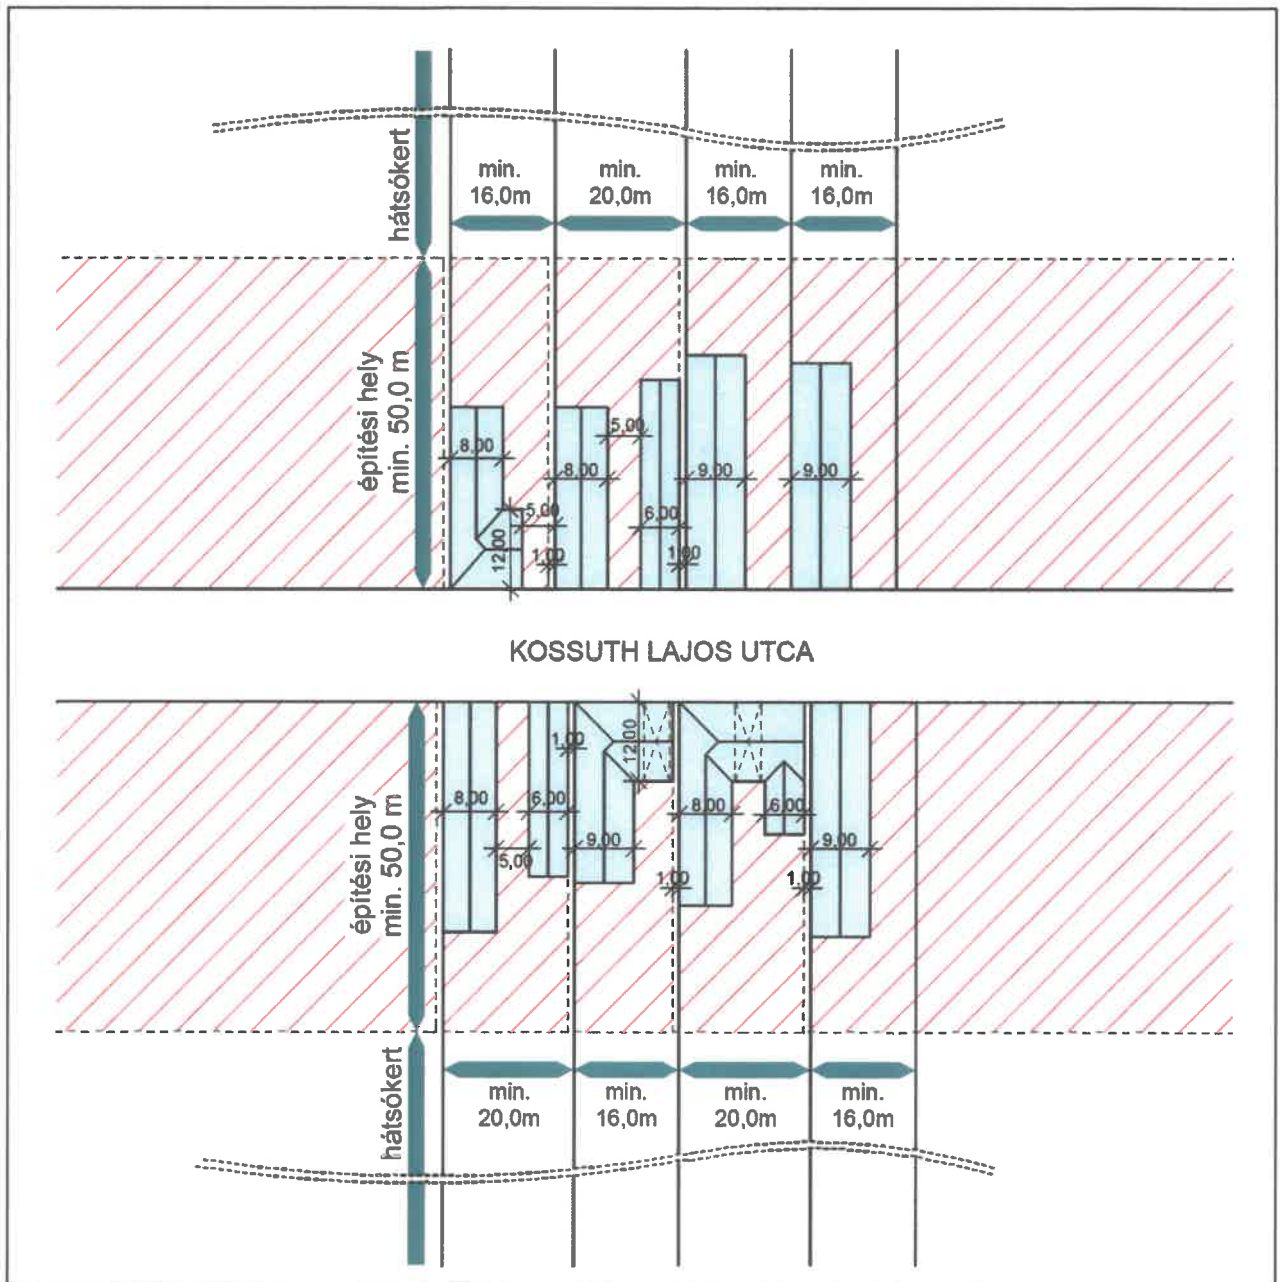 hátsókert
min.
16,0m
min.
20,0m
min.
16,0m
min.
16,0m
építési hely
min. 50,0 m
8,00
5,00
12,00
1,00
8,00
5,00
6,00
1,00
9,00
9,00
KOSSUTH LAJOS UTCA
építési hely
min. 50,0 m
8,00
5,00
6,00
1,00
12,00
9,00
1,00
8,00
6,00
1,00
9,00
hátsókert
min.
20,0m
min.
16,0m
min.
20,0m
min.
16,0m